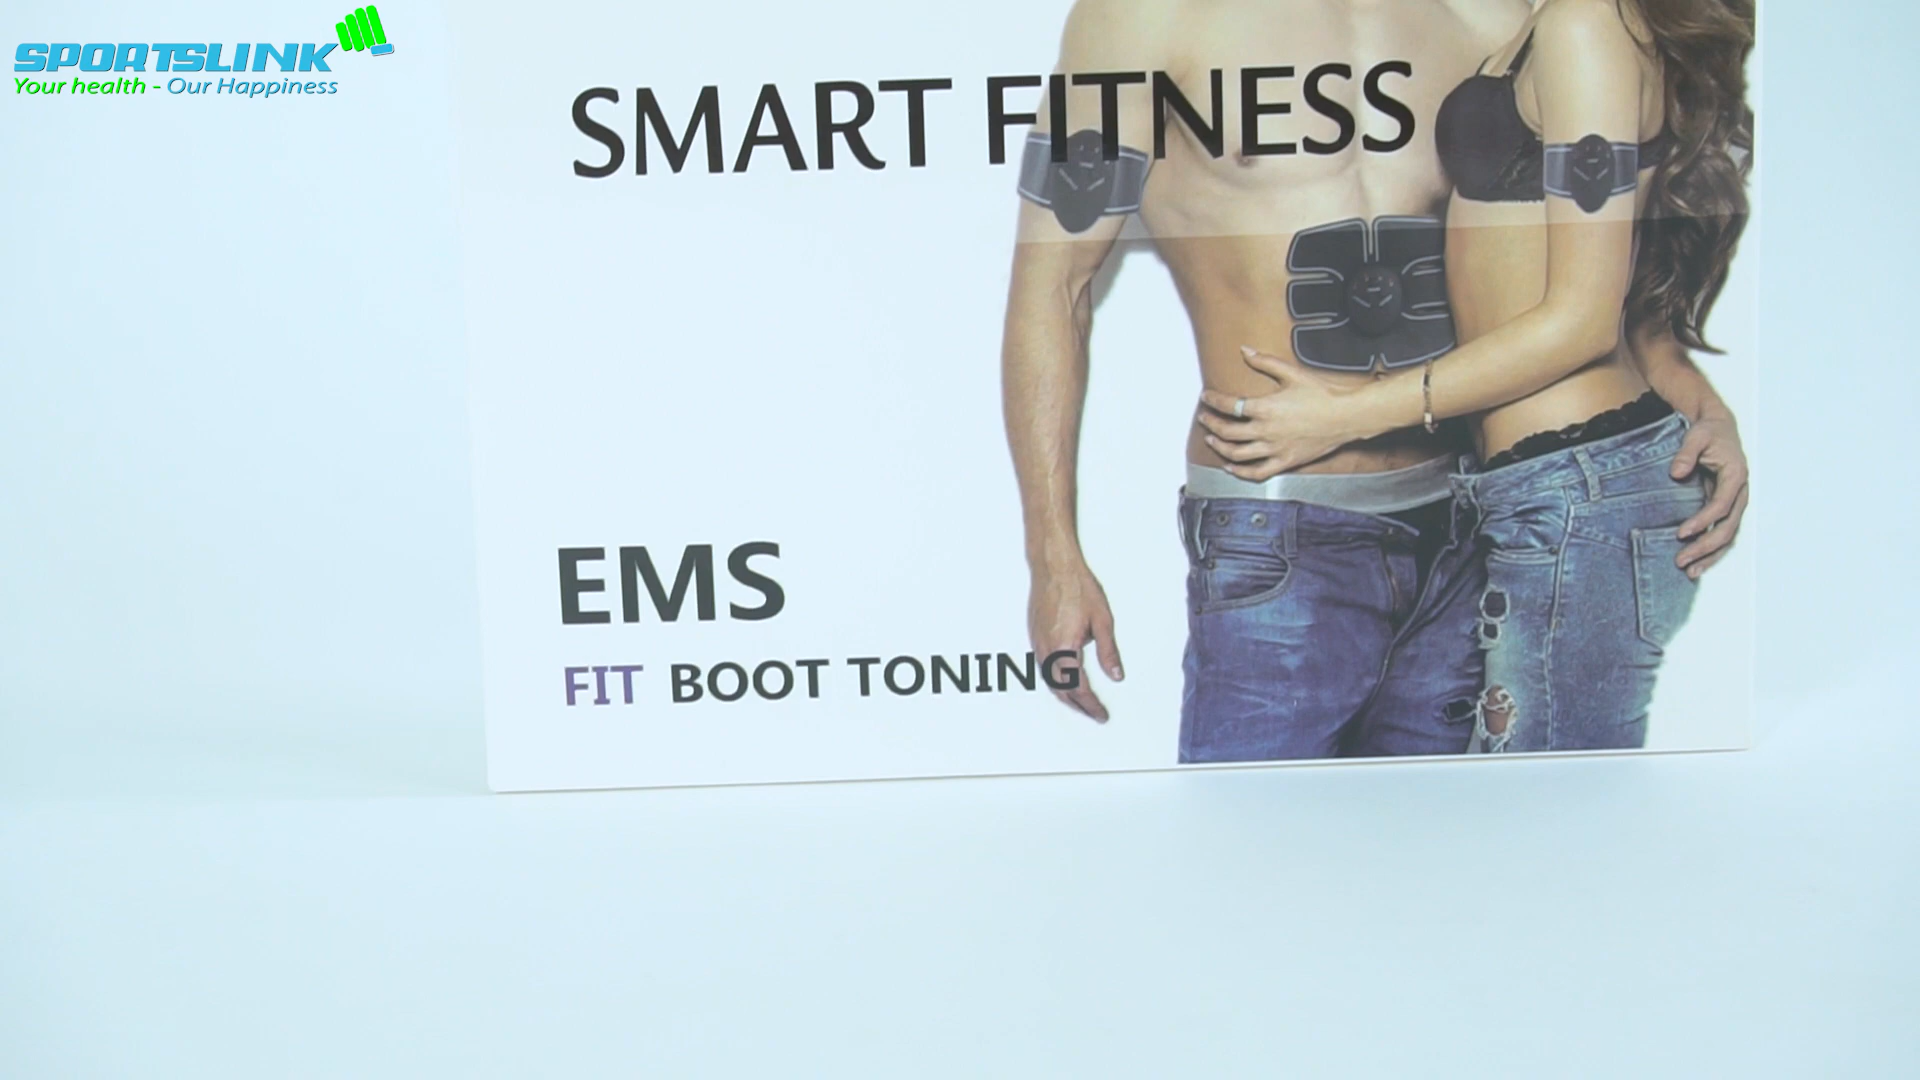 SPORTSLINK
Your health - Our Happiness
SMART FITNESS
EMS
FIT BOOT TONING